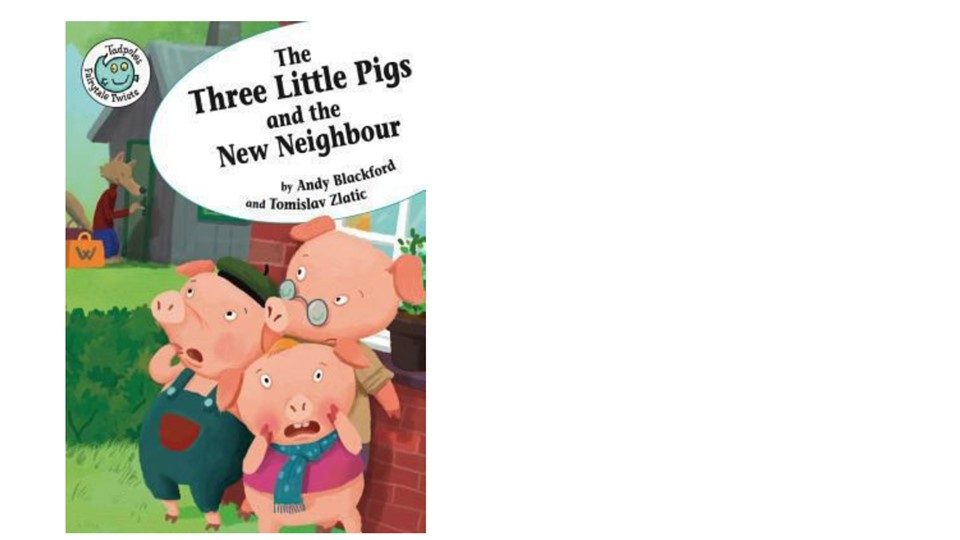 Tadpoles
Fairytale Twists
The
Three Little Pigs
and the
New Neighbour
by Andy Blackford
and Tomislav Zlatic
W